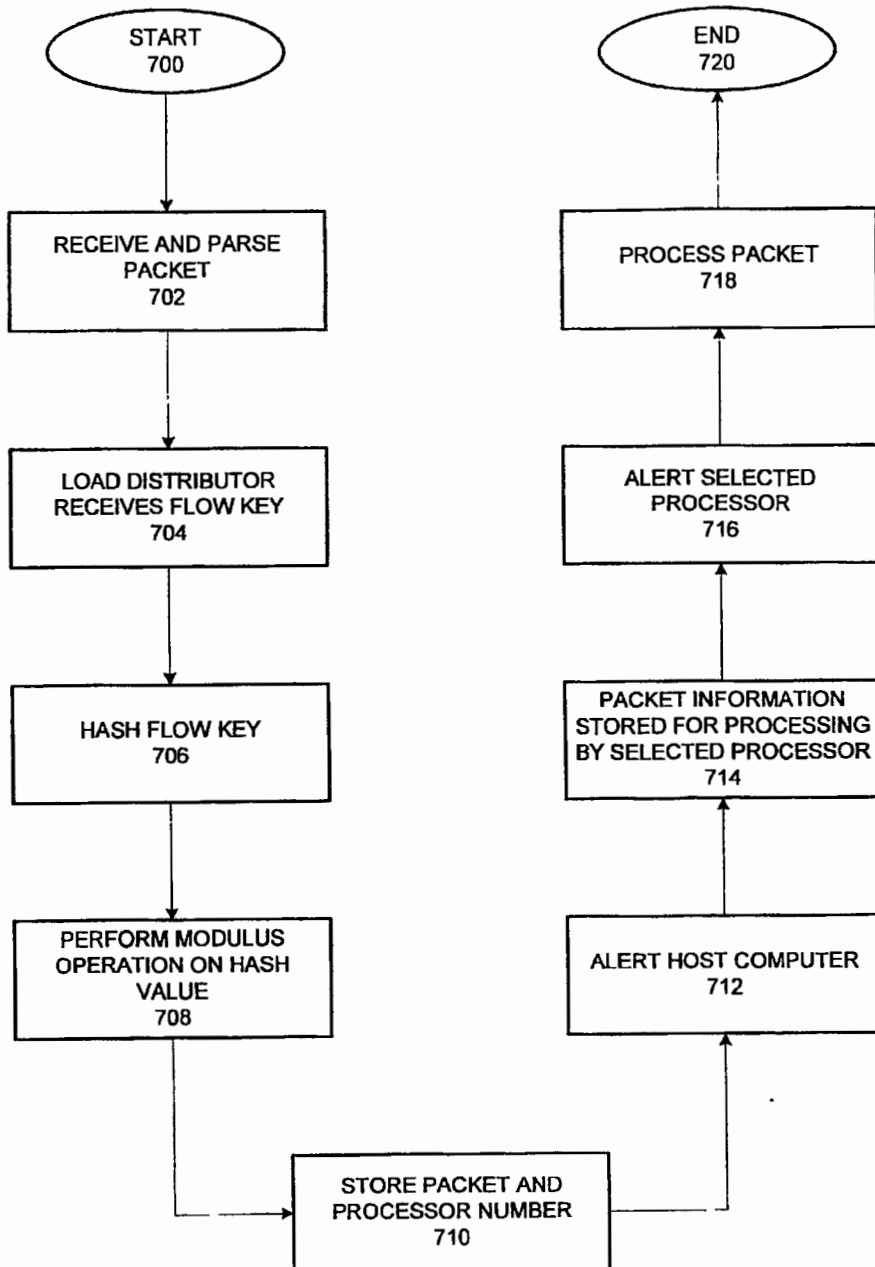 START
700
RECEIVE AND PARSE
PACKET
702
LOAD DISTRIBUTOR
RECEIVES FLOW KEY
704
HASH FLOW KEY
706
PERFORM MODULUS
OPERATION ON HASH
VALUE
708
STORE PACKET AND
PROCESSOR NUMBER
710
ALERT HOST COMPUTER
712
PACKET INFORMATION
STORED FOR PROCESSING
BY SELECTED PROCESSOR
714
ALERT SELECTED
PROCESSOR
716
PROCESS PACKET
718
END
720